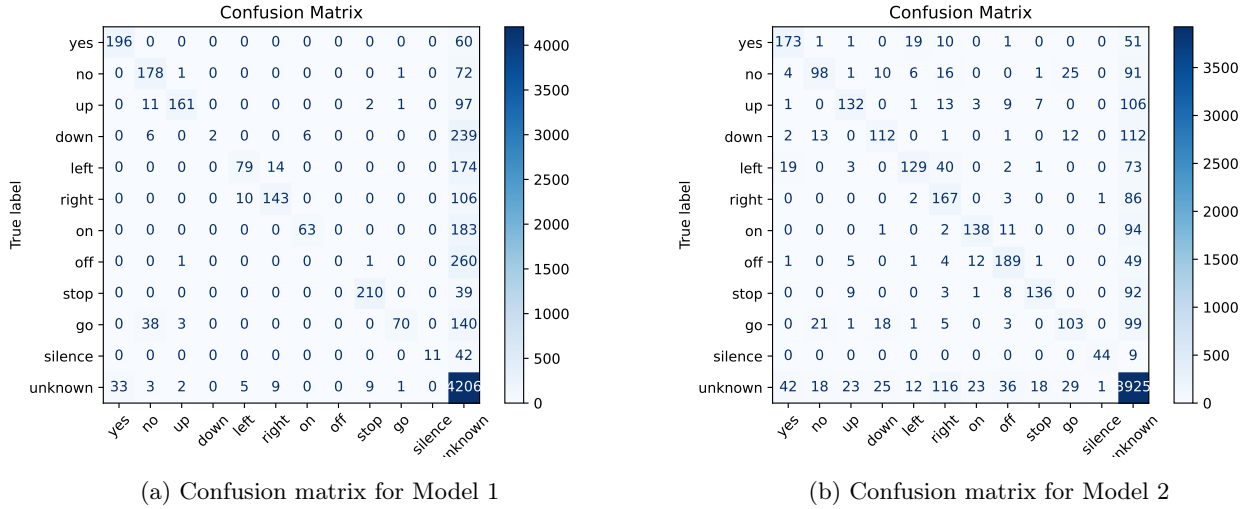 Confusion Matrix
True label
yes 196 0 0 0 0 0 0 0 0 0 0 60
no 0 178 1 0 0 0 0 0 0 1 0 72
up 0 11 161 0 0 0 0 0 2 1 0 97
down 0 6 0 2 0 0 6 0 0 0 0 239
left 0 0 0 0 79 14 0 0 0 0 0 174
right 0 0 0 0 10 143 0 0 0 0 0 106
on 0 0 0 0 0 0 63 0 0 0 0 183
off 0 0 1 0 0 0 0 0 1 0 0 260
stop 0 0 0 0 0 0 0 0 210 0 0 39
go 0 38 3 0 0 0 0 0 0 70 0 140
silence 0 0 0 0 0 0 0 0 0 0 11 42
unknown 33 3 2 0 5 9 0 0 9 1 0 4206
yes no up down left right on off stop go silence unknown
4000
3500
3000
2500
2000
1500
1000
500
0
(a) Confusion matrix for Model 1
Confusion Matrix
True label
yes 173 1 1 0 19 10 0 1 0 0 0 51
no 4 98 1 10 6 16 0 0 1 25 0 91
up 1 0 132 0 1 13 3 9 7 0 0 106
down 2 13 0 112 0 1 0 1 0 12 0 112
left 19 0 3 0 129 40 0 2 1 0 0 73
right 0 0 0 0 2 167 0 3 0 0 1 86
on 0 0 0 1 0 2 138 11 0 0 0 94
off 1 0 5 0 1 4 12 189 1 0 0 49
stop 0 0 9 0 0 3 1 8 136 0 0 92
go 0 21 1 18 1 5 0 3 0 103 0 99
silence 0 0 0 0 0 0 0 0 0 0 44 9
unknown 42 18 23 25 12 116 23 36 18 29 1 3925
yes no up down left right on off stop go silence unknown
3500
3000
2500
2000
1500
1000
500
0
(b) Confusion matrix for Model 2